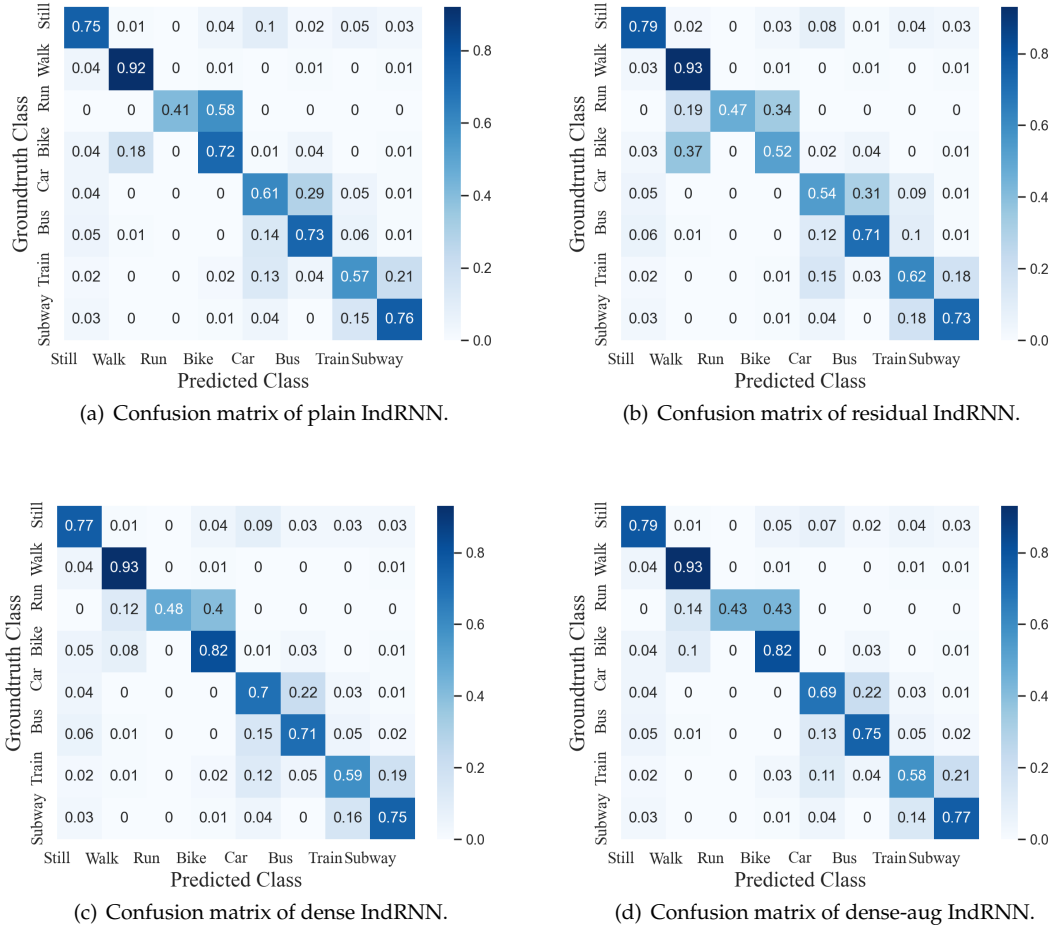 Groundtruth Class
Still 0.75 0.01 0 0.04 0.1 0.02 0.05 0.03
Walk 0.04 0.92 0 0.01 0 0.01 0 0.01
Run 0 0 0.41 0.58 0 0 0 0
Bike 0.04 0.18 0 0.72 0.01 0.04 0 0.01
Car 0.04 0 0 0 0.61 0.29 0.05 0.01
Bus 0.05 0.01 0 0 0.14 0.73 0.06 0.01
Train 0.02 0 0 0.02 0.13 0.04 0.57 0.21
Subway 0.03 0 0 0.01 0.04 0 0.15 0.76
Still Walk Run Bike Car Bus Train Subway
Predicted Class
0.8
0.6
0.4
0.2
0.0
(a) Confusion matrix of plain IndRNN.
Groundtruth Class
Still 0.79 0.02 0 0.03 0.08 0.01 0.04 0.03
Walk 0.03 0.93 0 0.01 0 0.01 0 0.01
Run 0 0.19 0.47 0.34 0 0 0 0
Bike 0.03 0.37 0 0.52 0.02 0.04 0 0.01
Car 0.05 0 0 0 0.54 0.31 0.09 0.01
Bus 0.06 0.01 0 0 0.12 0.71 0.1 0.01
Train 0.02 0 0 0.01 0.15 0.03 0.62 0.18
Subway 0.03 0 0 0.01 0.04 0 0.18 0.73
Still Walk Run Bike Car Bus Train Subway
Predicted Class
0.8
0.6
0.4
0.2
0.0
(b) Confusion matrix of residual IndRNN.
Groundtruth Class
Still 0.77 0.01 0 0.04 0.09 0.03 0.03 0.03
Walk 0.04 0.93 0 0.01 0 0 0 0.01
Run 0 0.12 0.48 0.4 0 0 0 0
Bike 0.05 0.08 0 0.82 0.01 0.03 0 0.01
Car 0.04 0 0 0 0.7 0.22 0.03 0.01
Bus 0.06 0.01 0 0 0.15 0.71 0.05 0.02
Train 0.02 0.01 0 0.02 0.12 0.05 0.59 0.19
Subway 0.03 0 0 0.01 0.04 0 0.16 0.75
Still Walk Run Bike Car Bus Train Subway
Predicted Class
0.8
0.6
0.4
0.2
0.0
(c) Confusion matrix of dense IndRNN.
Groundtruth Class
Still 0.79 0.01 0 0.05 0.07 0.02 0.04 0.03
Walk 0.04 0.93 0 0.01 0 0.01 0 0.01
Run 0 0.14 0.43 0.43 0 0 0 0
Bike 0.04 0.1 0 0.82 0 0.03 0 0.01
Car 0.04 0 0 0 0.69 0.22 0.03 0.01
Bus 0.05 0.01 0 0 0.13 0.75 0.05 0.02
Train 0.02 0 0 0.03 0.11 0.04 0.58 0.21
Subway 0.03 0 0 0.01 0.04 0 0.14 0.77
Still Walk Run Bike Car Bus Train Subway
Predicted Class
0.8
0.6
0.4
0.2
0.0
(d) Confusion matrix of dense-aug IndRNN.